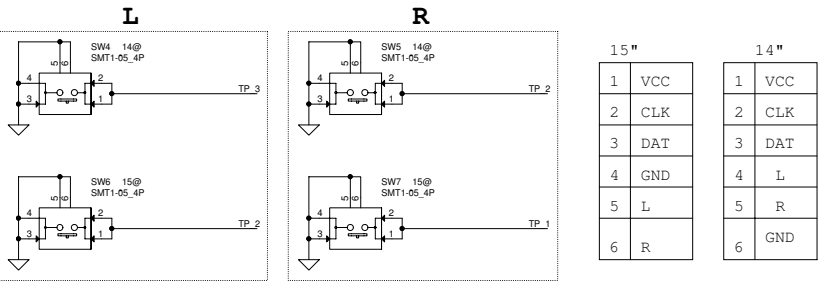 L
R
SW4 14@
SMT1-05_4P
5
6
4
2
3
1
TP_3
SW5 14@
SMT1-05_4P
5
6
4
2
3
1
TP_2
SW6 15@
SMT1-05_4P
5
6
4
2
3
1
TP_2
SW7 15@
SMT1-05_4P
5
6
4
2
3
1
TP_1
15"
1 VCC
2 CLK
3 DAT
4 GND
5 L
6 R
14"
1 VCC
2 CLK
3 DAT
4 L
5 R
6 GND